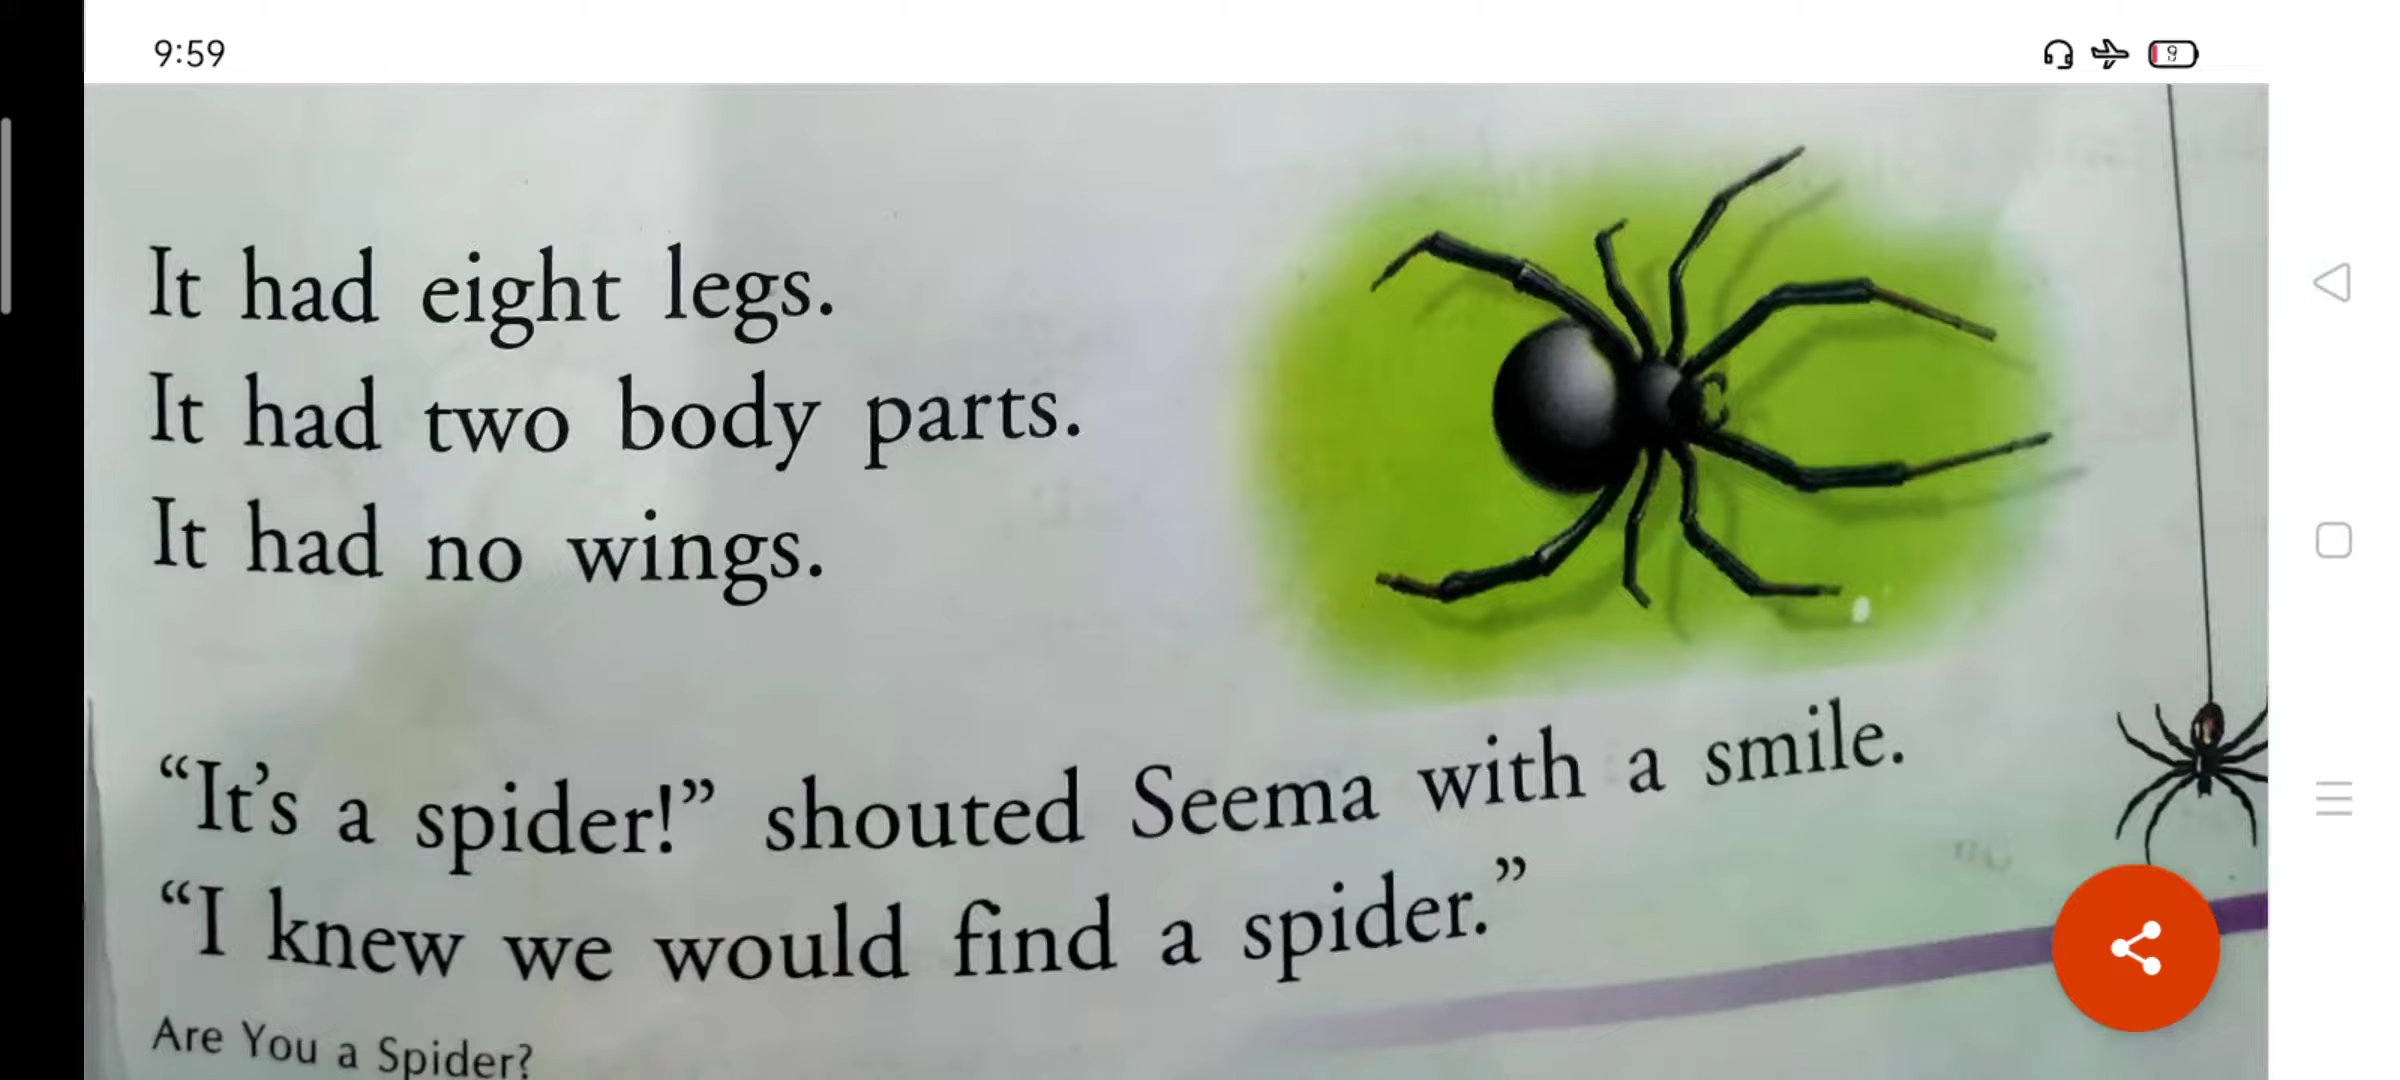 9:59
9
It had eight legs.
It had two body parts.
It had no wings.
“It’s a spider!” shouted Seema with a smile.
“I knew we would find a spider.”
Are You a Spider?